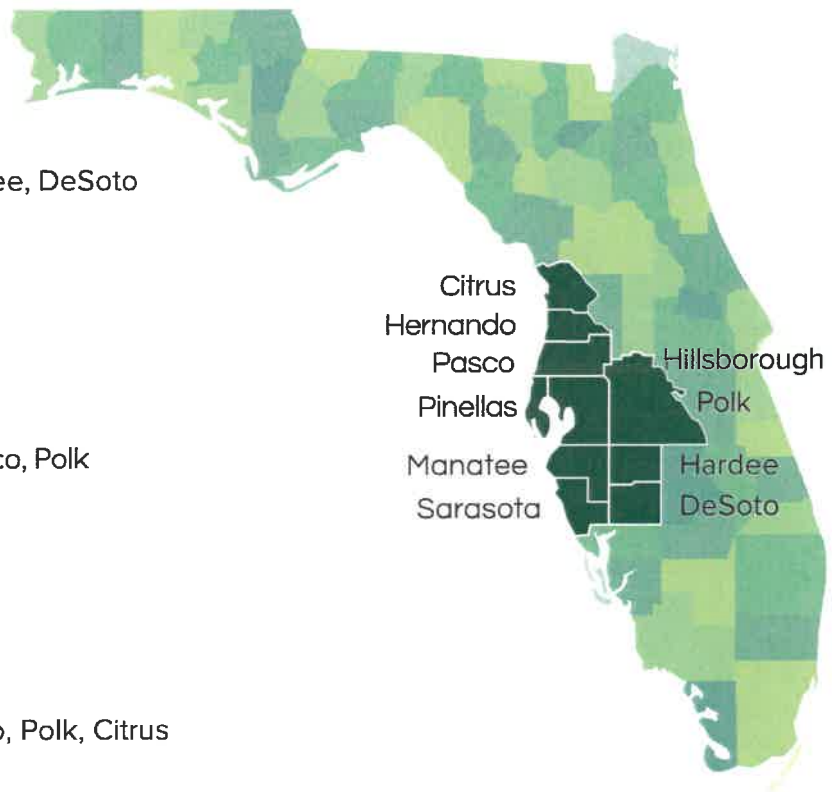 ee, DeSoto
Citrus
Hernando
Pasco
Hillsborough
Pinellas
Polk
co, Polk
Manatee
Hardee
Sarasota
DeSoto
o, Polk, Citrus